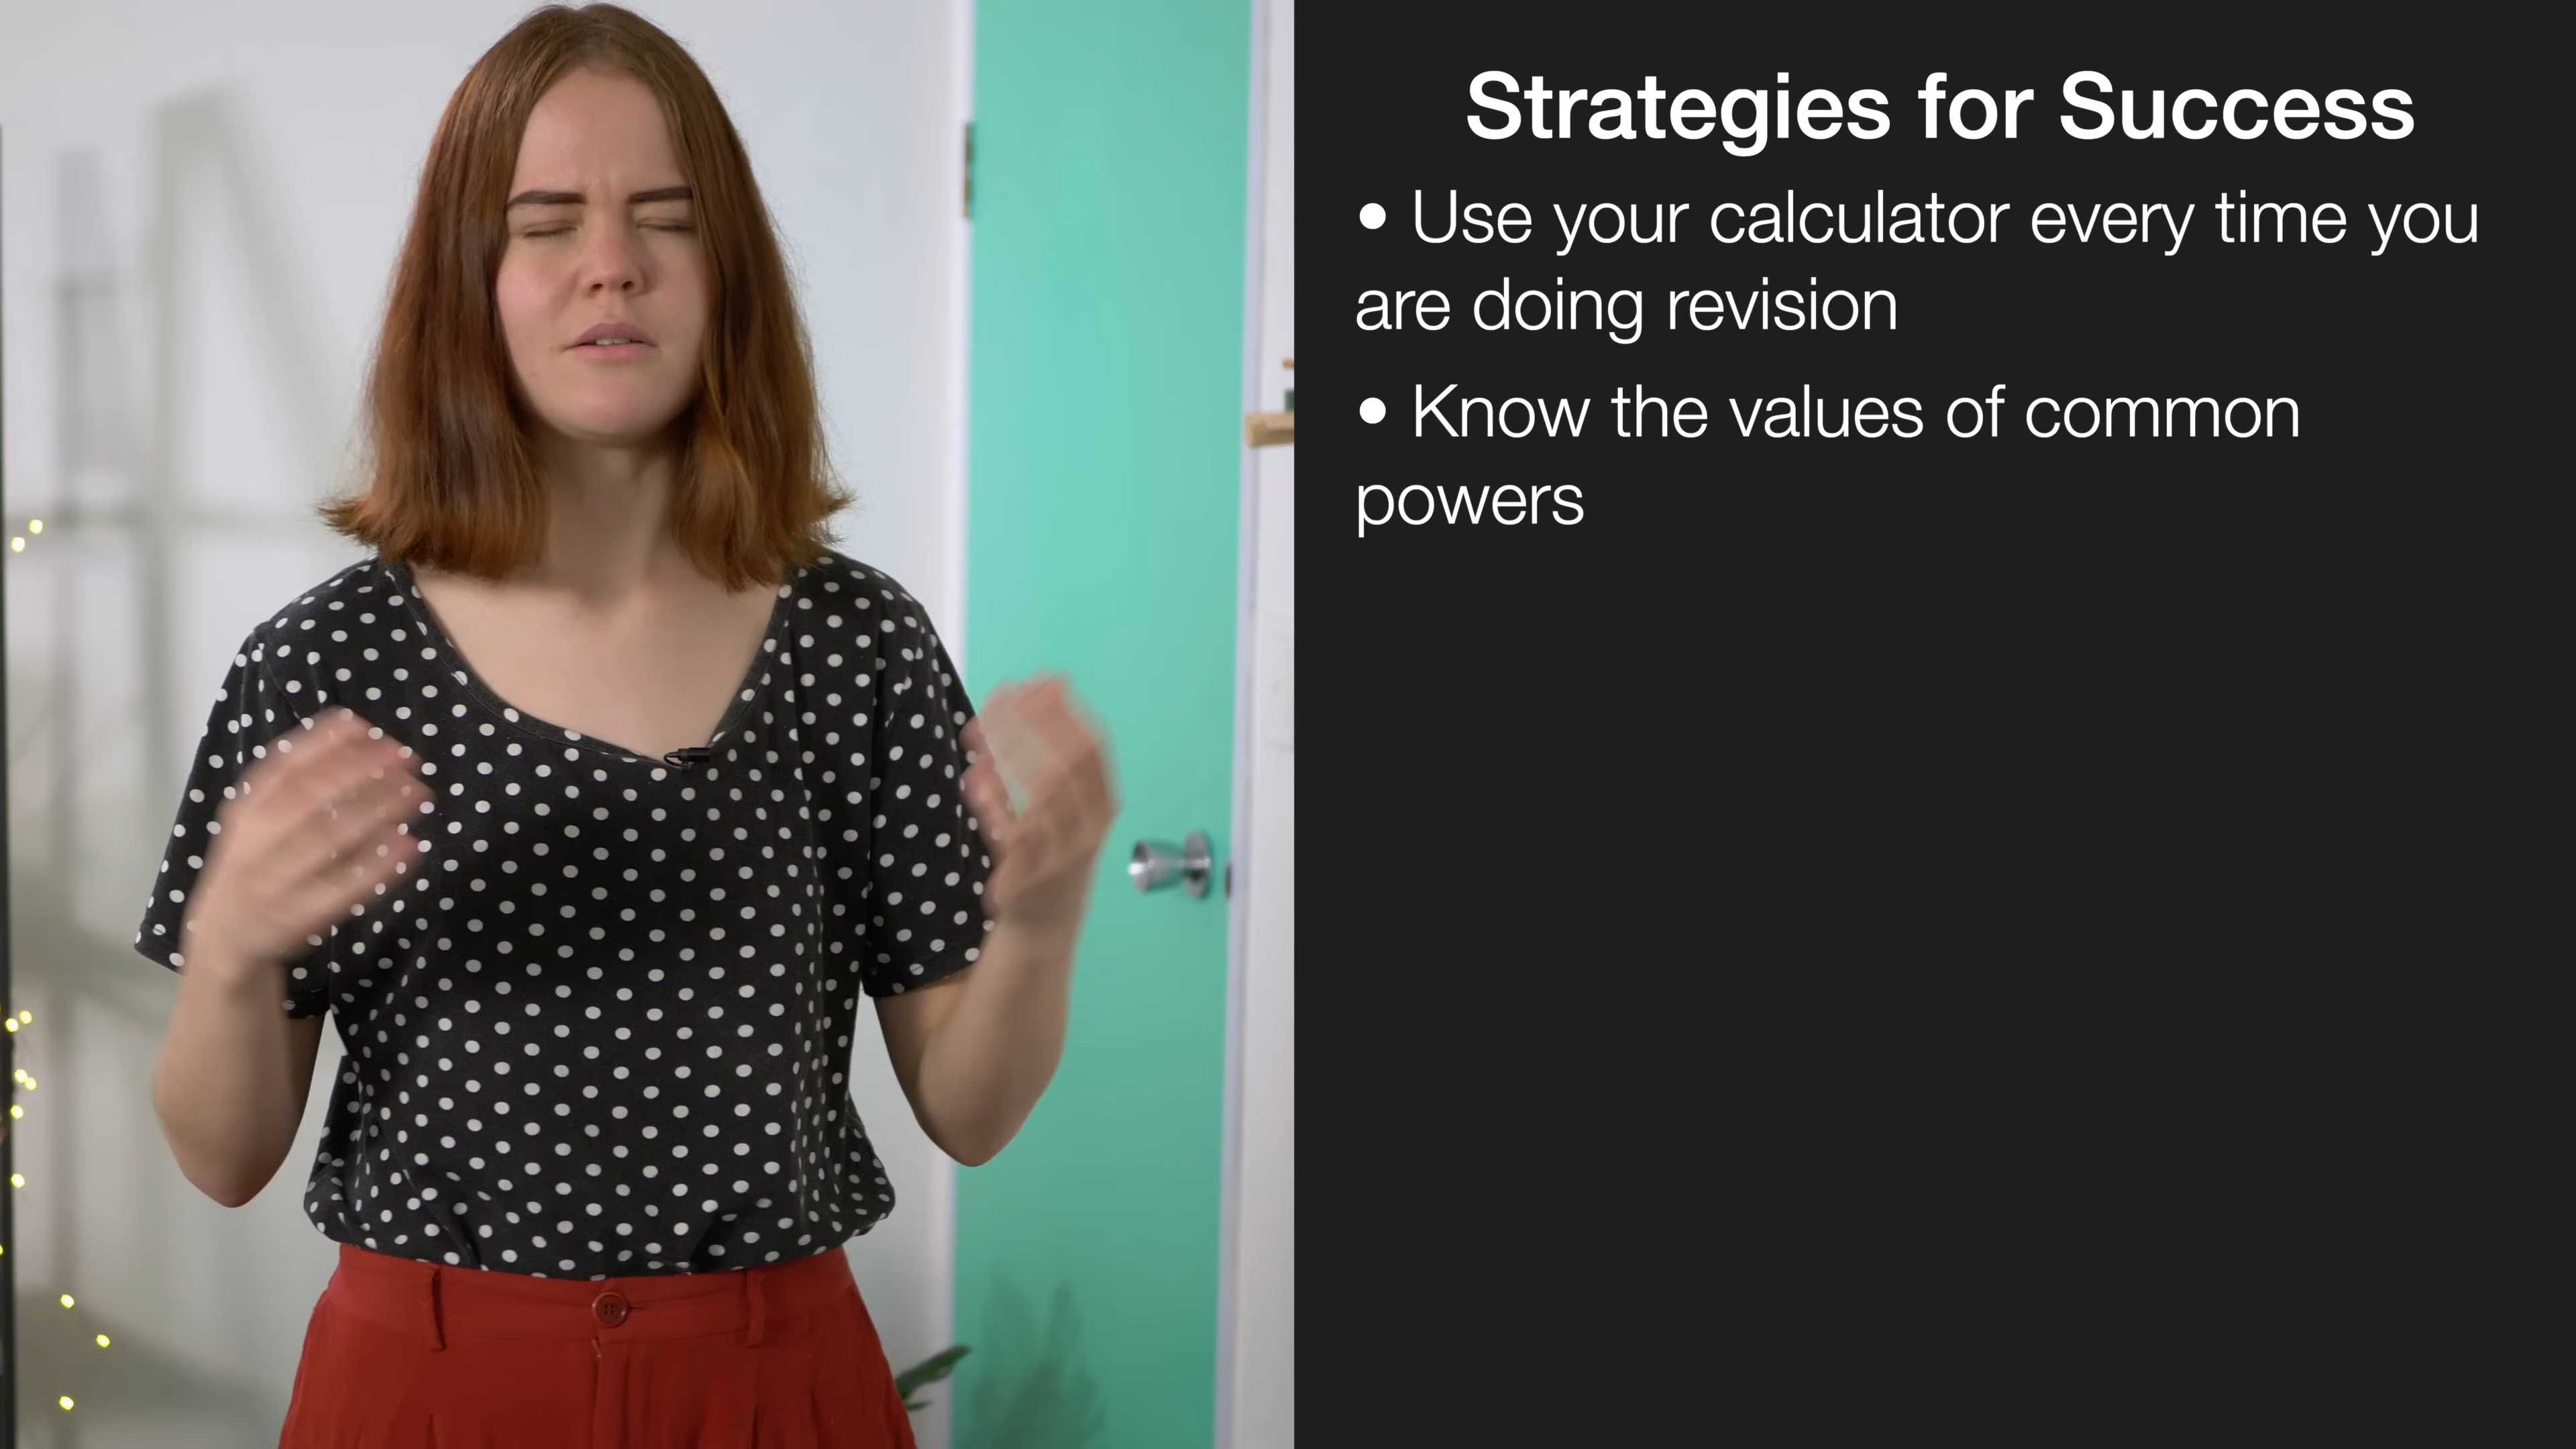 Strategies for Success
• Use your calculator every time you
are doing revision
• Know the values of common
powers